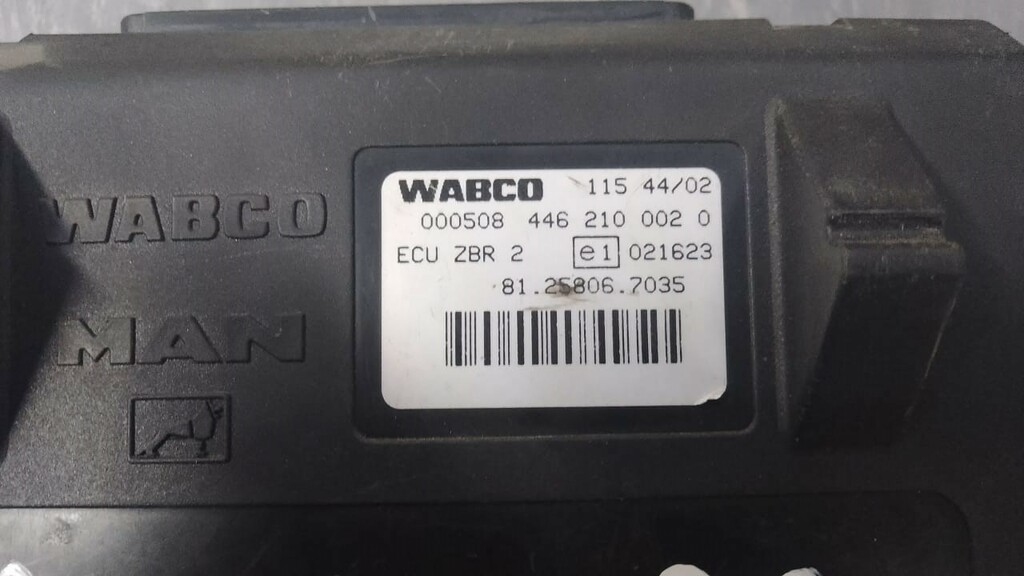 WABCO 115 44/02
000508 446 210 002 0
ECU ZBR 2 e1 021623
81.25806.7035
WABCO
MAN